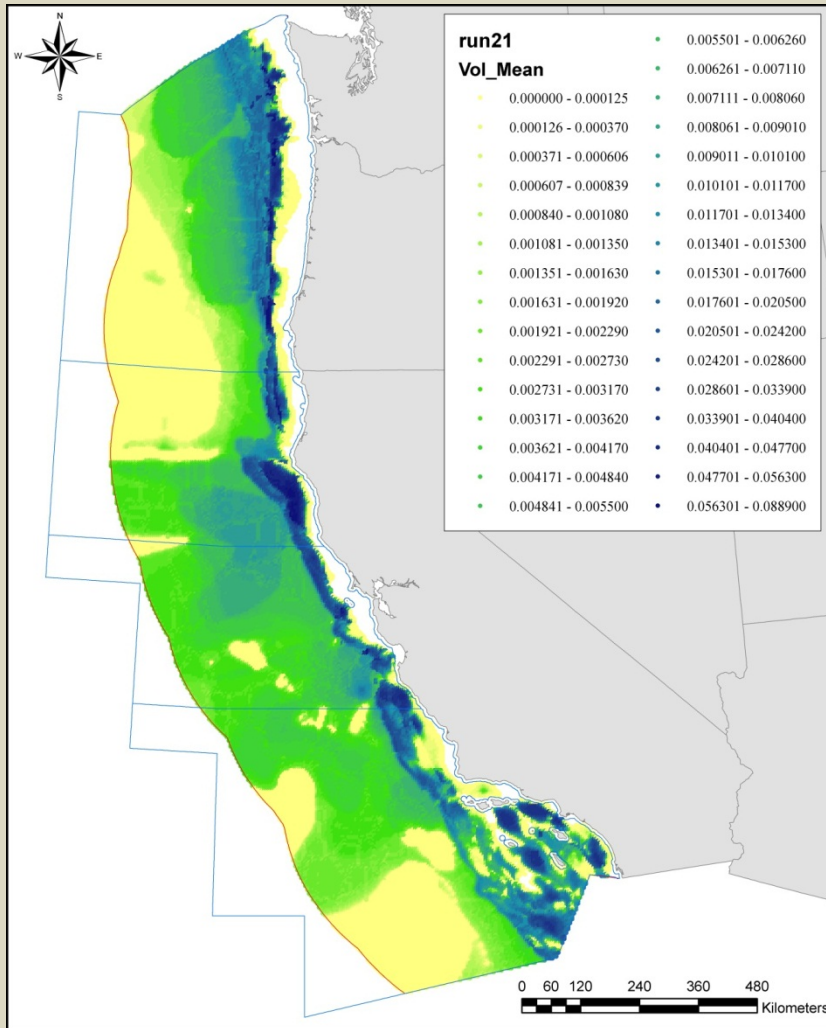 N
W E
S
run21
Vol_Mean
0.000000 - 0.000125
0.000126 - 0.000370
0.000371 - 0.000606
0.000607 - 0.000839
0.000840 - 0.001080
0.001081 - 0.001350
0.001351 - 0.001630
0.001631 - 0.001920
0.001921 - 0.002290
0.002291 - 0.002730
0.002731 - 0.003170
0.003171 - 0.003620
0.003621 - 0.004170
0.004171 - 0.004840
0.004841 - 0.005500
0.005501 - 0.006260
0.006261 - 0.007110
0.007111 - 0.008060
0.008061 - 0.009010
0.009011 - 0.010100
0.010101 - 0.011700
0.011701 - 0.013400
0.013401 - 0.015300
0.015301 - 0.017600
0.017601 - 0.020500
0.020501 - 0.024200
0.024201 - 0.028600
0.028601 - 0.033900
0.033901 - 0.040400
0.040401 - 0.047700
0.047701 - 0.056300
0.056301 - 0.088900
0 60 120 240 360 480
Kilometers